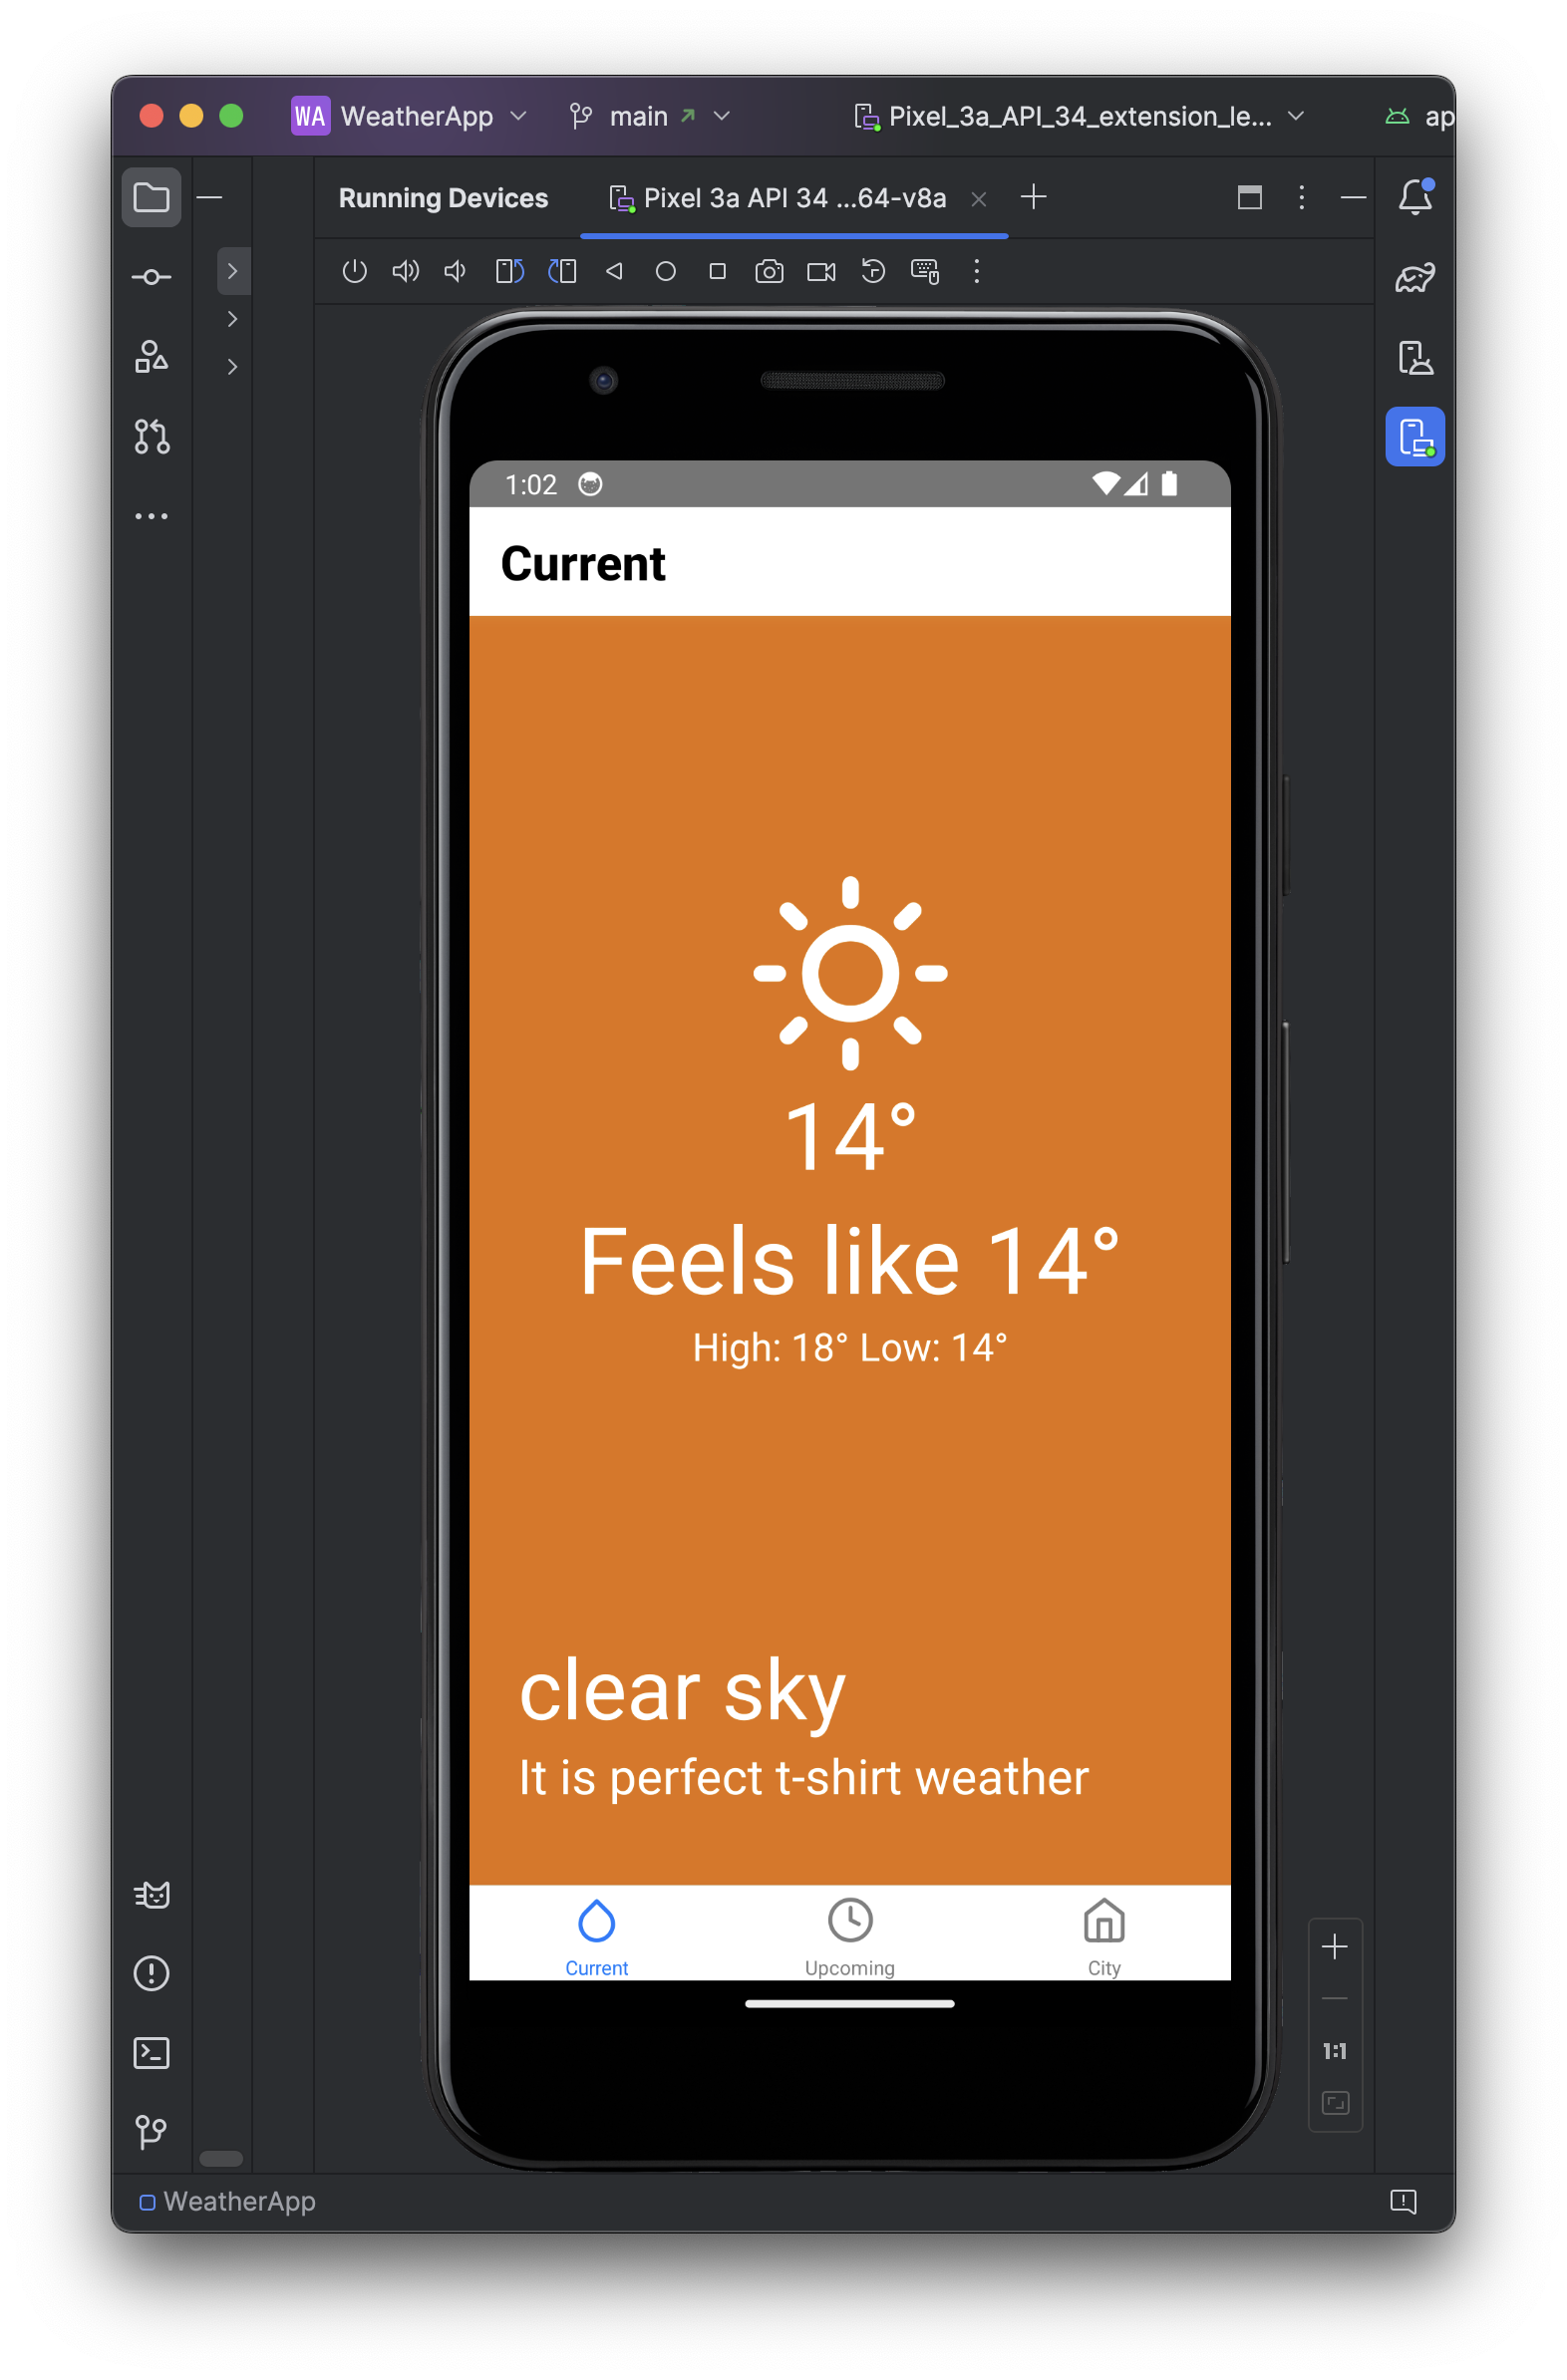 WA WeatherApp main Pixel_3a_API_34_extension_le... ap
Running Devices Pixel 3a API 34 ...64-v8a
1:02
Current
14°
Feels like 14°
High: 18° Low: 14°
clear sky
It is perfect t-shirt weather
Current Upcoming City
1:1
WeatherApp